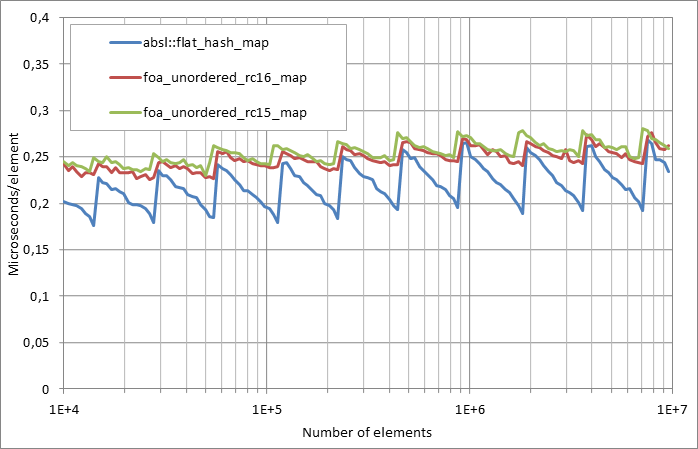 0,4
0,35
0,3
0,25
0,2
0,15
0,1
0,05
0
Microseconds/element
absl::flat_hash_map
foa_unordered_rc16_map
foa_unordered_rc15_map
1E+4 1E+5 1E+6 1E+7
Number of elements